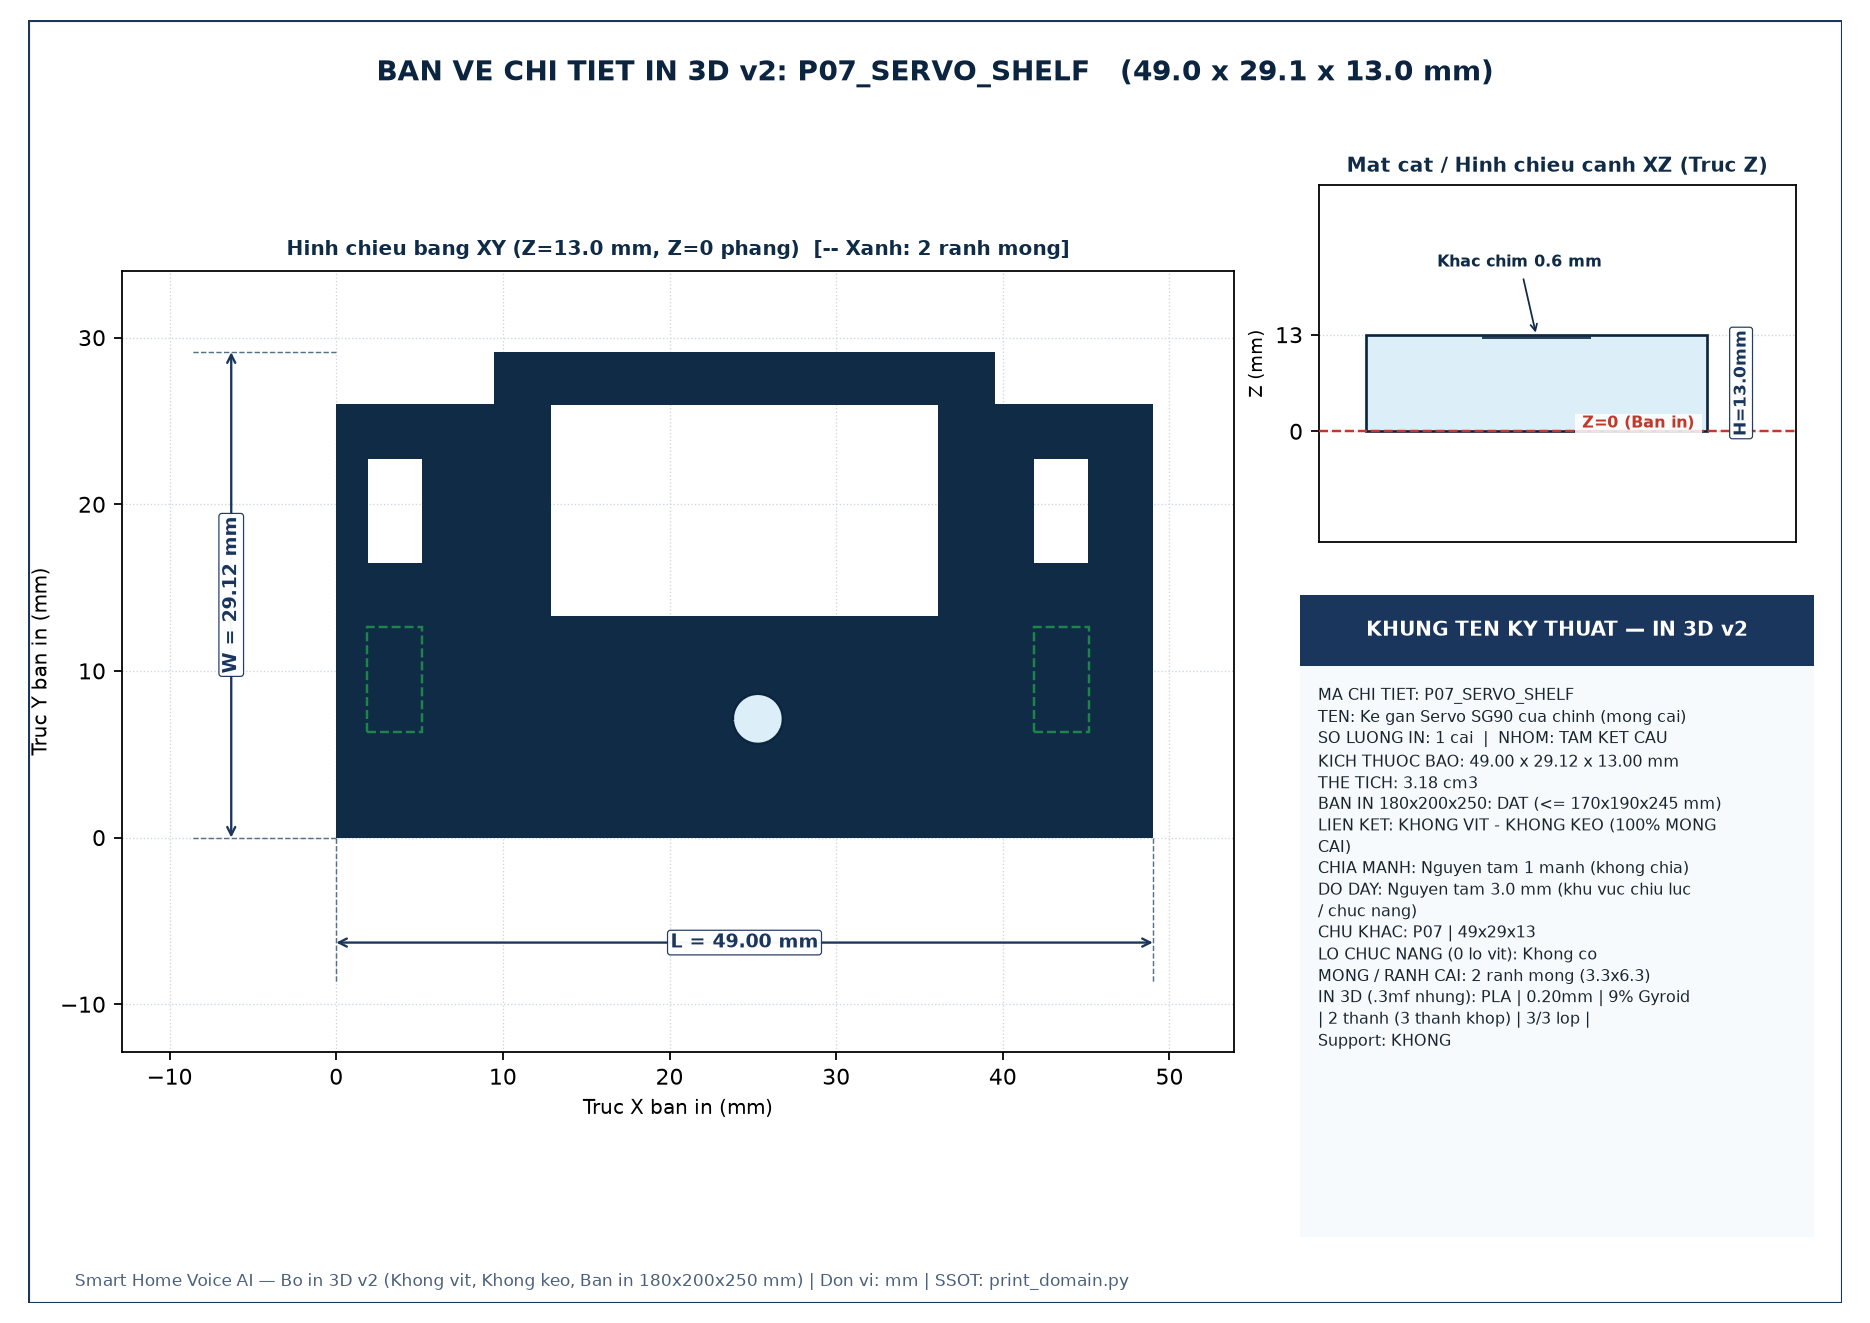 BAN VE CHI TIET IN 3D v2: P07_SERVO_SHELF (49.0 x 29.1 x 13.0 mm)
Hinh chieu bang XY (Z=13.0 mm, Z=0 phang) [-- Xanh: 2 ranh mong]
30
20
10
0
−10
Truc Y ban in (mm)
W = 29.12 mm
L = 49.00 mm
−10
0
10
20
30
40
50
Truc X ban in (mm)
Mat cat / Hinh chieu canh XZ (Truc Z)
Khac chim 0.6 mm
Z (mm)
13
0
Z=0 (Ban in)
H=13.0mm
KHUNG TEN KY THUAT — IN 3D v2
MA CHI TIET: P07_SERVO_SHELF
TEN: Ke gan Servo SG90 cua chinh (mong cai)
SO LUONG IN: 1 cai | NHOM: TAM KET CAU
KICH THUOC BAO: 49.00 x 29.12 x 13.00 mm
THE TICH: 3.18 cm3
BAN IN 180x200x250: DAT (<= 170x190x245 mm)
LIEN KET: KHONG VIT - KHONG KEO (100% MONG
CAI)
CHIA MANH: Nguyen tam 1 manh (khong chia)
DO DAY: Nguyen tam 3.0 mm (khu vuc chiu luc
/ chuc nang)
CHU KHAC: P07 | 49x29x13
LO CHUC NANG (0 lo vit): Khong co
MONG / RANH CAI: 2 ranh mong (3.3x6.3)
IN 3D (.3mf nhung): PLA | 0.20mm | 9% Gyroid
| 2 thanh (3 thanh khop) | 3/3 lop |
Support: KHONG
Smart Home Voice AI — Bo in 3D v2 (Khong vit, Khong keo, Ban in 180x200x250 mm) | Don vi: mm | SSOT: print_domain.py